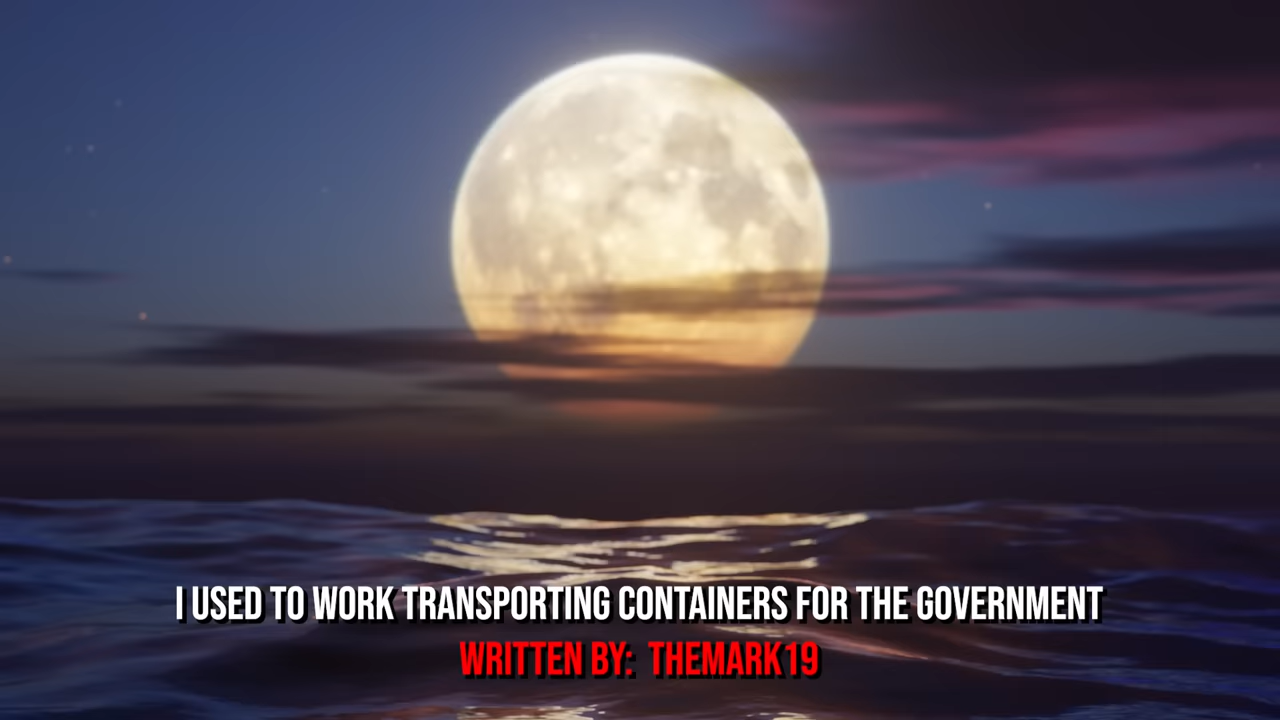 I USED TO WORK TRANSPORTING CONTAINERS FOR THE GOVERNMENT
WRITTEN BY: THEMARK19